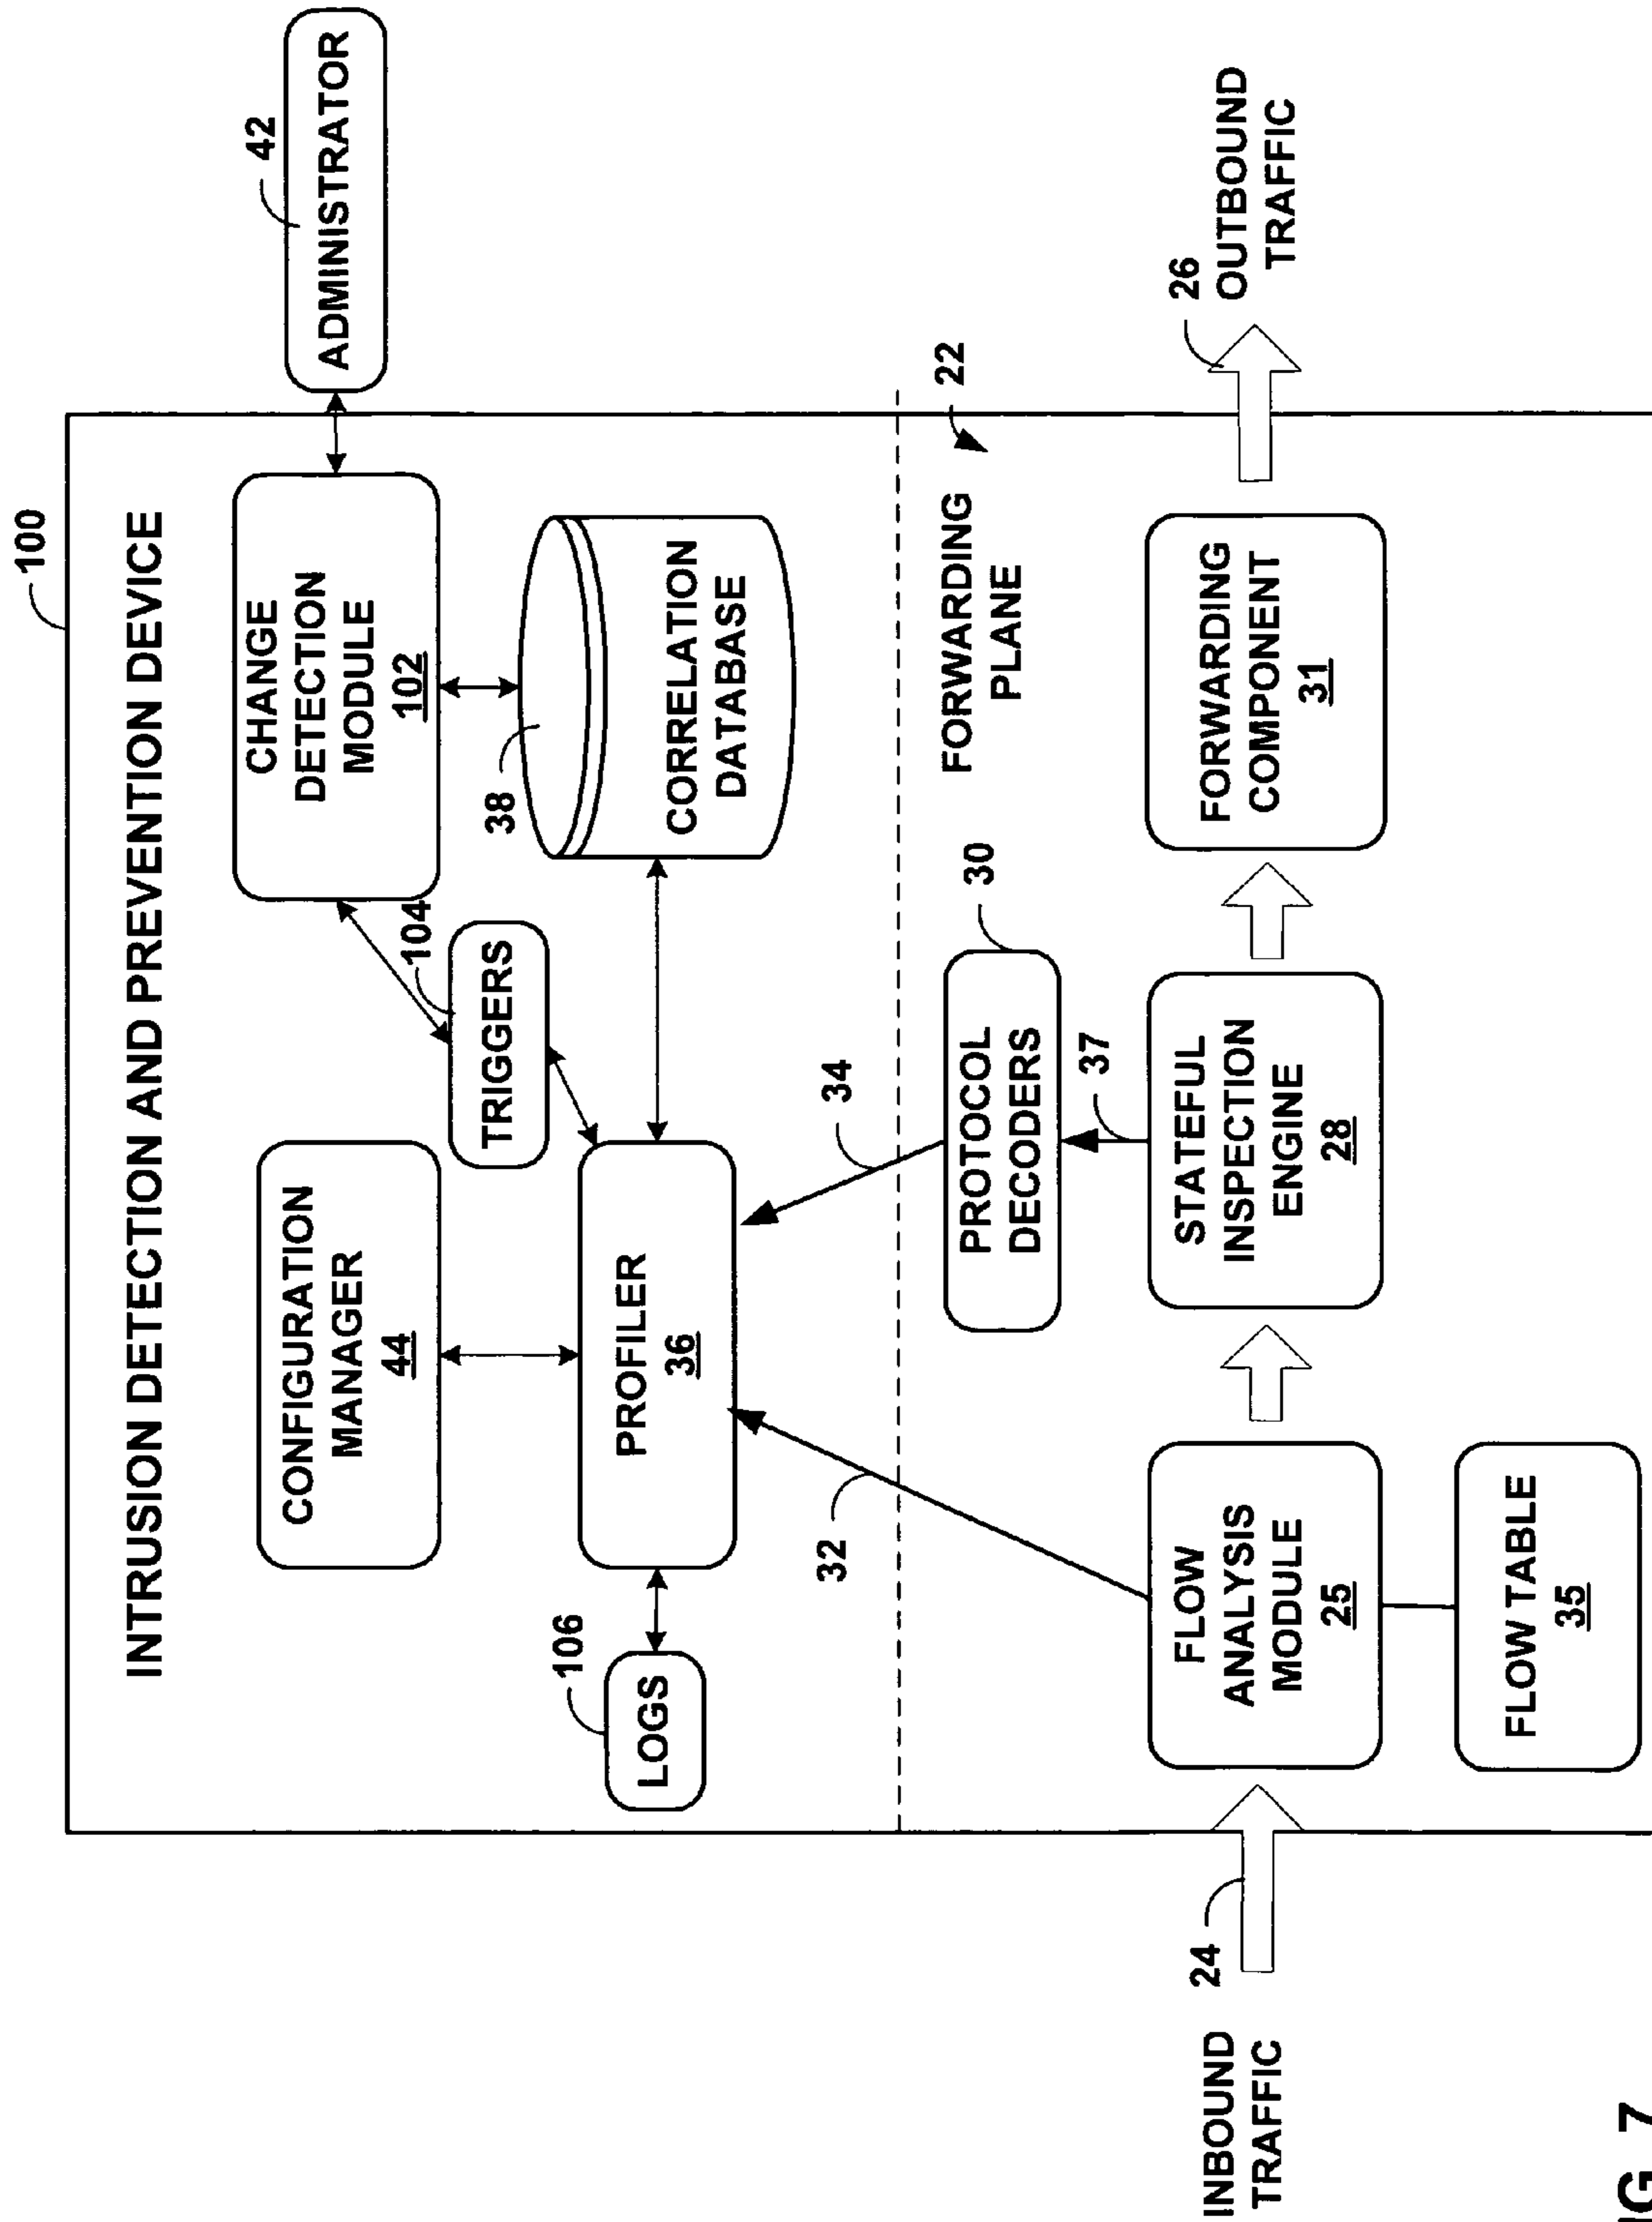 100
INTRUSION DETECTION AND PREVENTION DEVICE
42
ADMINISTRATOR
CONFIGURATION
MANAGER
44
CHANGE
DETECTION
MODULE
102
104
TRIGGERS
106
LOGS
PROFILER
36
38
CORRELATION
DATABASE
32
34
FORWARDING
PLANE
22
30
PROTOCOL
DECODERS
37
INBOUND
TRAFFIC
24
FLOW
ANALYSIS
MODULE
25
STATEFUL
INSPECTION
ENGINE
28
FORWARDING
COMPONENT
31
26
OUTBOUND
TRAFFIC
FLOW TABLE
35
IG. 7